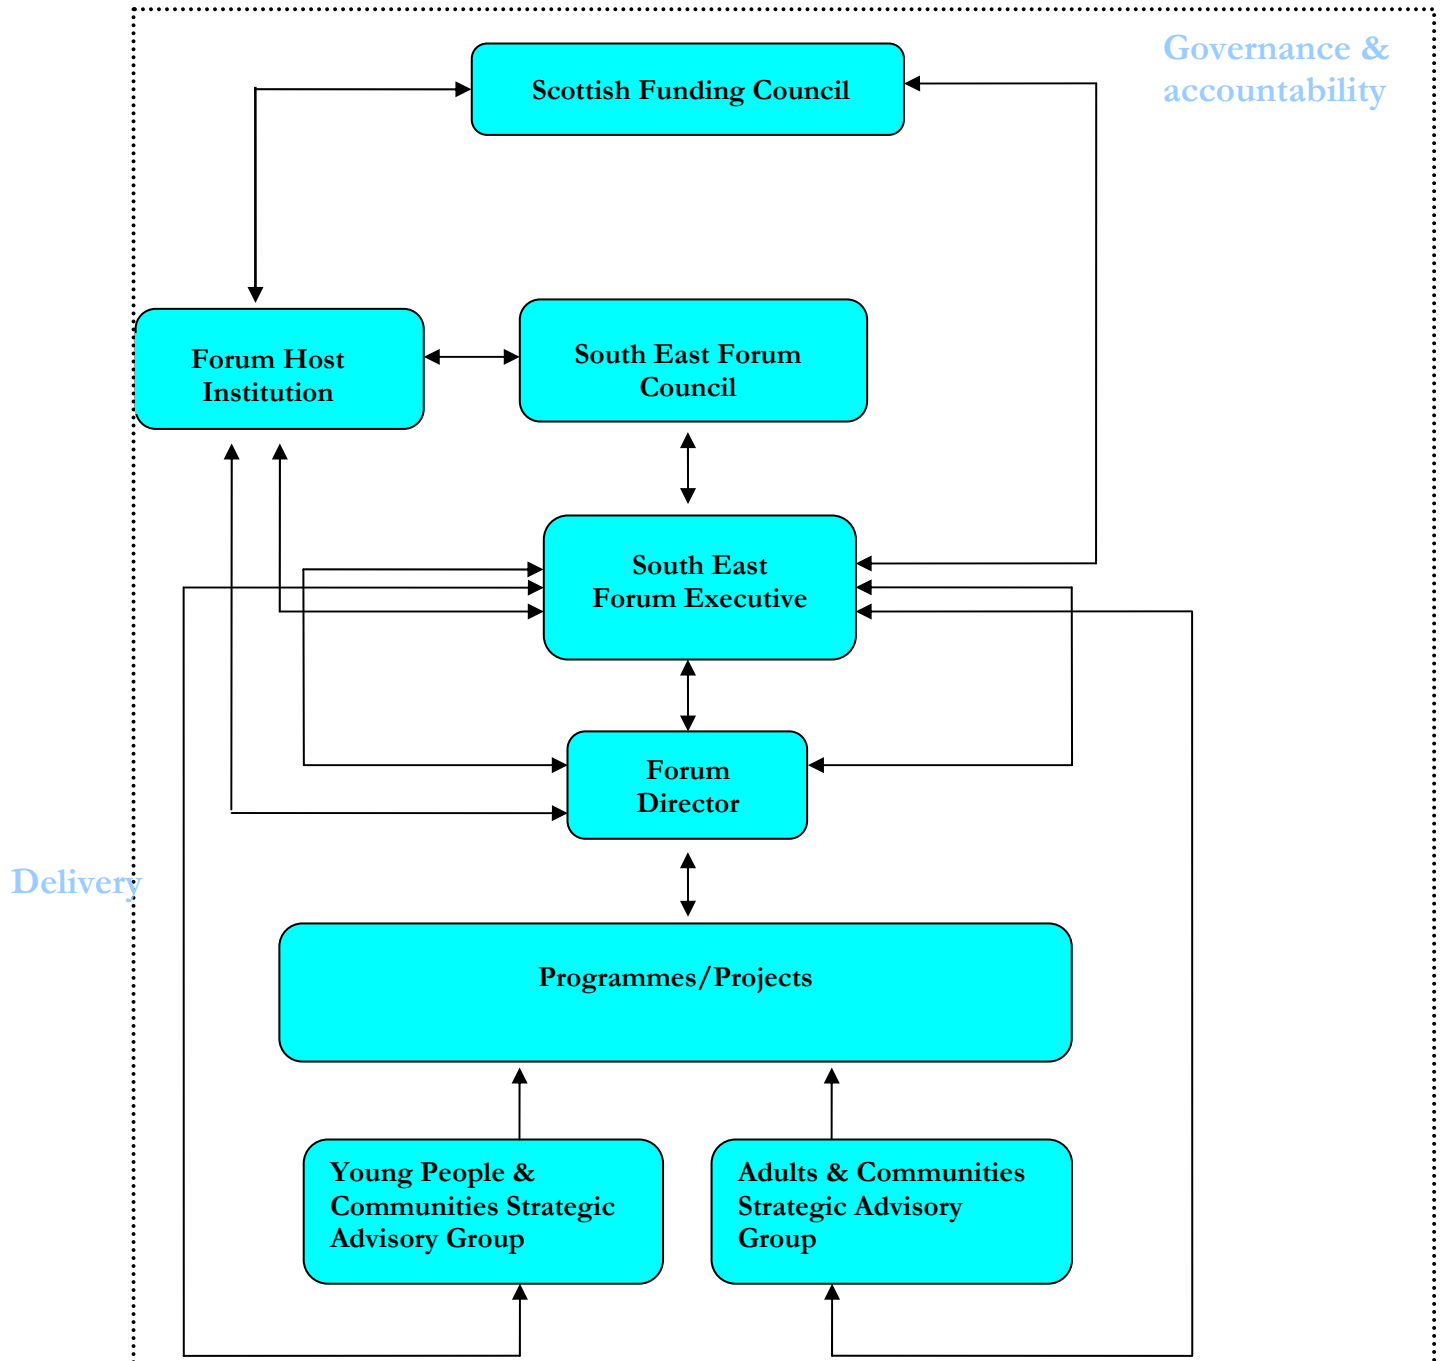 Governance &
accountability
Scottish Funding Council
Forum Host
Institution
South East Forum
Council
South East
Forum Executive
Forum
Director
Delivery
Programmes/Projects
Young People &
Communities Strategic
Advisory Group
Adults & Communities
Strategic Advisory
Group